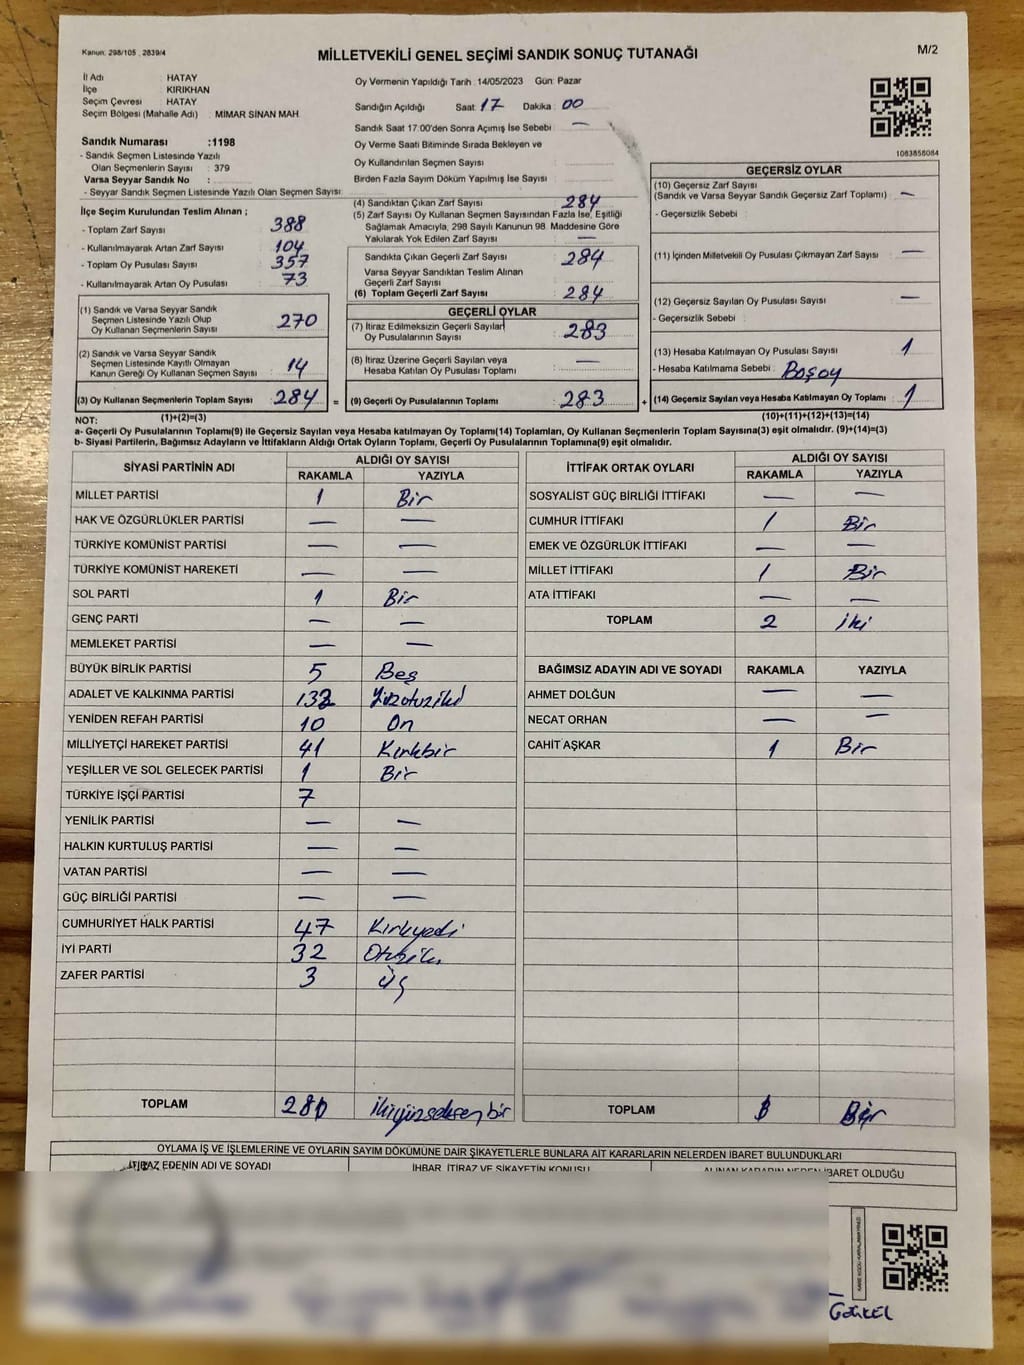 Kanun: 298/105 , 2839/4
MİLLETVEKİLİ GENEL SEÇİMİ SANDIK SONUÇ TUTANAĞI
M/2
İl Adı : HATAY
İlçe : KIRIKHAN
Seçim Çevresi : HATAY
Seçim Bölgesi (Mahalle Adı) : MİMAR SİNAN MAH
Oy Vermenin Yapıldığı Tarih : 14/05/2023 Gün: Pazar
Sandığın Açıldığı Saat: 17 Dakika : 00
Sandık Saat 17:00'den Sonra Açımış İse Sebebi : —
Oy Verme Saati Bitiminde Sırada Bekleyen ve
Oy Kullandırılan Seçmen Sayısı :
Birden Fazla Sayım Döküm Yapılmış İse Sayısı :
1063858084
Sandık Numarası :1198
- Sandık Seçmen Listesinde Yazılı
Olan Seçmenlerin Sayısı : 379
Varsa Seyyar Sandık No :
- Seyyar Sandık Seçmen Listesinde Yazılı Olan Seçmen Sayısı:
İlçe Seçim Kurulundan Teslim Alınan ;
- Toplam Zarf Sayısı : 388
- Kullanılmayarak Artan Zarf Sayısı : 104
- Toplam Oy Pusulası Sayısı : 357
- Kullanılmayarak Artan Oy Pusulası : 73
(1) Sandık ve Varsa Seyyar Sandık
Seçmen Listesinde Yazılı Olup
Oy Kullanan Seçmenlerin Sayısı : 270
(2) Sandık ve Varsa Seyyar Sandık
Seçmen Listesinde Kayıtlı Olmayan
Kanun Gereği Oy Kullanan Seçmen Sayısı : 14
(3) Oy Kullanan Seçmenlerin Toplam Sayısı : 284 =
(1)+(2)=(3)
(4) Sandıktan Çıkan Zarf Sayısı : 284
(5) Zarf Sayısı Oy Kullanan Seçmen Sayısından Fazla İse, Eşitliği
Sağlamak Amacıyla, 298 Sayılı Kanunun 98. Maddesine Göre
Yakılarak Yok Edilen Zarf Sayısı : —
Sandıkta Çıkan Geçerli Zarf Sayısı : 284
Varsa Seyyar Sandıktan Teslim Alınan
Geçerli Zarf Sayısı :
(6) Toplam Geçerli Zarf Sayısı : 284
GEÇERLİ OYLAR
(7) İtiraz Edilmeksizin Geçerli Sayılan
Oy Pusulalarının Sayısı : 283
(8) İtiraz Üzerine Geçerli Sayılan veya
Hesaba Katılan Oy Pusulası Toplamı : —
(9) Geçerli Oy Pusulalarının Toplamı : 283 +
GEÇERSİZ OYLAR
(10) Geçersiz Zarf Sayısı
(Sandık ve Varsa Seyyar Sandık Geçersiz Zarf Toplamı) : —
- Geçersizlik Sebebi :
(11) İçinden Milletvekili Oy Pusulası Çıkmayan Zarf Sayısı : —
(12) Geçersiz Sayılan Oy Pusulası Sayısı : —
- Geçersizlik Sebebi :
(13) Hesaba Katılmayan Oy Pusulası Sayısı : 1
- Hesaba Katılmama Sebebi : Boşoy
(14) Geçersiz Sayılan veya Hesaba Katılmayan Oy Toplamı : 1
(10)+(11)+(12)+(13)=(14)
NOT:
a- Geçerli Oy Pusulalarının Toplamı(9) ile Geçersiz Sayılan veya Hesaba katılmayan Oy Toplamı(14) Toplamları, Oy Kullanan Seçmenlerin Toplam Sayısına(3) eşit olmalıdır. (9)+(14)=(3)
b- Siyasi Partilerin, Bağımsız Adayların ve İttifakların Aldığı Ortak Oyların Toplamı, Geçerli Oy Pusulalarının Toplamına(9) eşit olmalıdır.
SİYASİ PARTİNİN ADI ALDIĞI OY SAYISI
RAKAMLA YAZIYLA
MİLLET PARTİSİ 1 Bir
HAK VE ÖZGÜRLÜKLER PARTİSİ — —
TÜRKİYE KOMÜNİST PARTİSİ — —
TÜRKİYE KOMÜNİST HAREKETİ — —
SOL PARTİ 1 Bir
GENÇ PARTİ — —
MEMLEKET PARTİSİ — —
BÜYÜK BİRLİK PARTİSİ 5 Beş
ADALET VE KALKINMA PARTİSİ 132 Yüzotuziki
YENİDEN REFAH PARTİSİ 10 On
MİLLİYETÇİ HAREKET PARTİSİ 41 Kırkbir
YEŞİLLER VE SOL GELECEK PARTİSİ 1 Bir
TÜRKİYE İŞÇİ PARTİSİ 7
YENİLİK PARTİSİ — —
HALKIN KURTULUŞ PARTİSİ — —
VATAN PARTİSİ — —
GÜÇ BİRLİĞİ PARTİSİ — —
CUMHURİYET HALK PARTİSİ 47 Kırkyedi
İYİ PARTİ 32 Otuziki
ZAFER PARTİSİ 3 Üç
TOPLAM 281 ikiyüzseksenbir
İTTİFAK ORTAK OYLARI ALDIĞI OY SAYISI
RAKAMLA YAZIYLA
SOSYALİST GÜÇ BİRLİĞİ İTTİFAKI — —
CUMHUR İTTİFAKI 1 Bir
EMEK VE ÖZGÜRLÜK İTTİFAKI — —
MİLLET İTTİFAKI 1 Bir
ATA İTTİFAKI — —
TOPLAM 2 iki
BAĞIMSIZ ADAYIN ADI VE SOYADI RAKAMLA YAZIYLA
AHMET DOLĞUN — —
NECAT ORHAN — —
CAHİT AŞKAR 1 Bir
TOPLAM Bir
OYLAMA İŞ VE İŞLEMLERİNE VE OYLARIN SAYIM DÖKÜMÜNE DAİR ŞİKAYETLERLE BUNLARA AİT KARARLARIN NELERDEN İBARET BULUNDUKLARI
İTİRAZ EDENİN ADI VE SOYADI İHBAR, İTİRAZ VE ŞİKAYETİN KONUSU ALINAN KARARIN NEDEN İBARET OLDUĞU